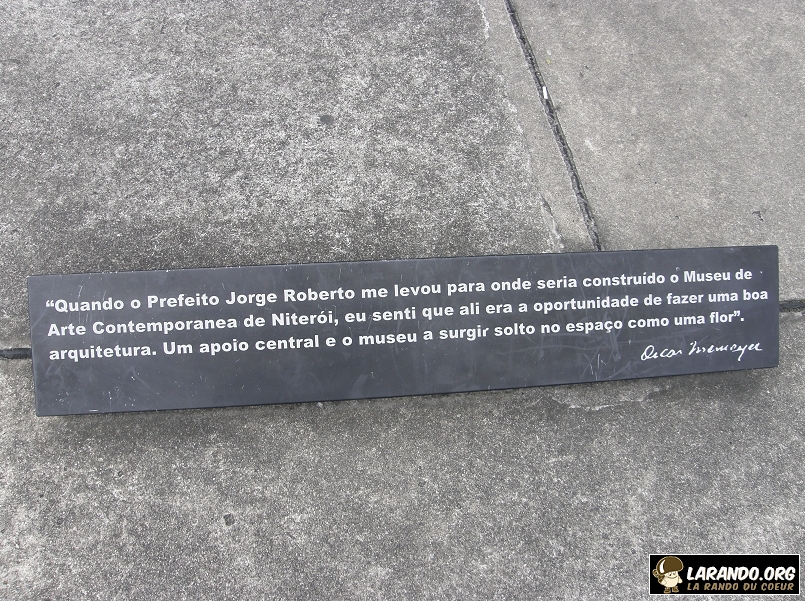 “Quando o Prefeito Jorge Roberto me levou para onde seria construído o Museu de
Arte Contemporanea de Niterói, eu senti que ali era a oportunidade de fazer uma boa
arquitetura. Um apoio central e o museu a surgir solto no espaço como uma flor”.
Oscar Niemeyer
LARANDO.ORG
LA RANDO DU COEUR